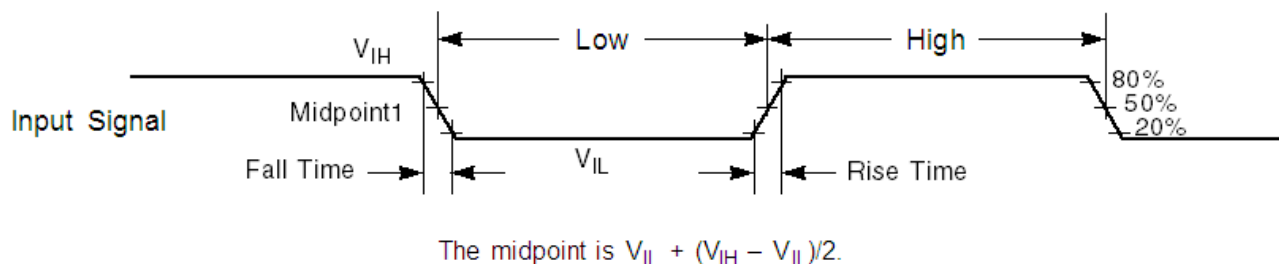 Low
High
VIH
80%
Midpoint1
50%
Input Signal
20%
VIL
Fall Time
Rise Time
The midpoint is VIL + (VIH – VIL)/2.